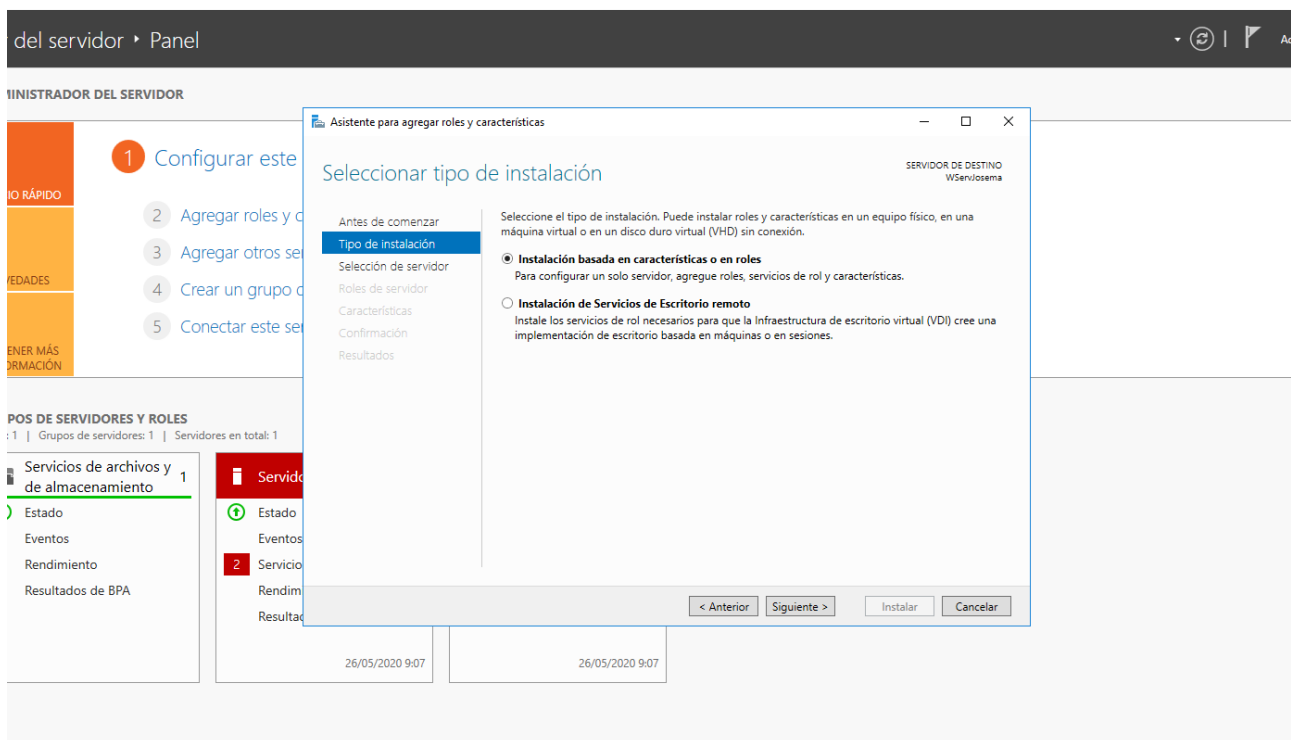 del servidor ‣ Panel
Ad
MINISTRADOR DEL SERVIDOR
IO RÁPIDO
VEDADES
ENER MÁS
ORMACIÓN
1 Configurar este
2 Agregar roles y c
3 Agregar otros ser
4 Crear un grupo d
5 Conectar este ser
Asistente para agregar roles y características
Seleccionar tipo de instalación
SERVIDOR DE DESTINO
WServJosema
Antes de comenzar
Tipo de instalación
Selección de servidor
Roles de servidor
Características
Confirmación
Resultados
Seleccione el tipo de instalación. Puede instalar roles y características en un equipo físico, en una
máquina virtual o en un disco duro virtual (VHD) sin conexión.
Instalación basada en características o en roles
Para configurar un solo servidor, agregue roles, servicios de rol y características.
Instalación de Servicios de Escritorio remoto
Instale los servicios de rol necesarios para que la Infraestructura de escritorio virtual (VDI) cree una
implementación de escritorio basada en máquinas o en sesiones.
< Anterior Siguiente > Instalar Cancelar
POS DE SERVIDORES Y ROLES
: 1 | Grupos de servidores: 1 | Servidores en total: 1
Servicios de archivos y
de almacenamiento
1
Estado
Eventos
Rendimiento
Resultados de BPA
Servido
Estado
Eventos
2 Servicio
Rendim
Resultad
26/05/2020 9:07
26/05/2020 9:07